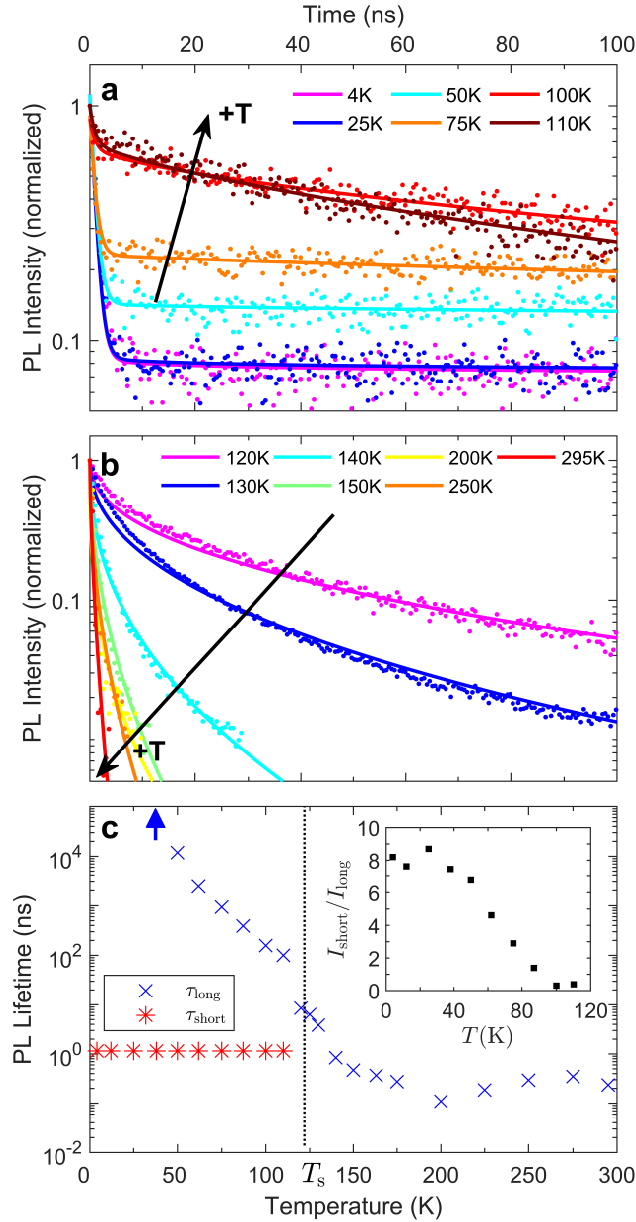 Time (ns)
0 20 40 60 80 100
a
+T
4K 50K 100K
25K 75K 110K
1
0.1
PL Intensity (normalized)
b
120K 140K 200K 295K
130K 150K 250K
1
0.1
PL Intensity (normalized)
+T
c
10^4
10^2
10^0
10^-2
PL Lifetime (ns)
τ_long
τ_short
10
8
6
4
2
0
I_short/I_long
0 40 80 120
T(K)
0 50 100 T_s 150 200 250 300
Temperature (K)